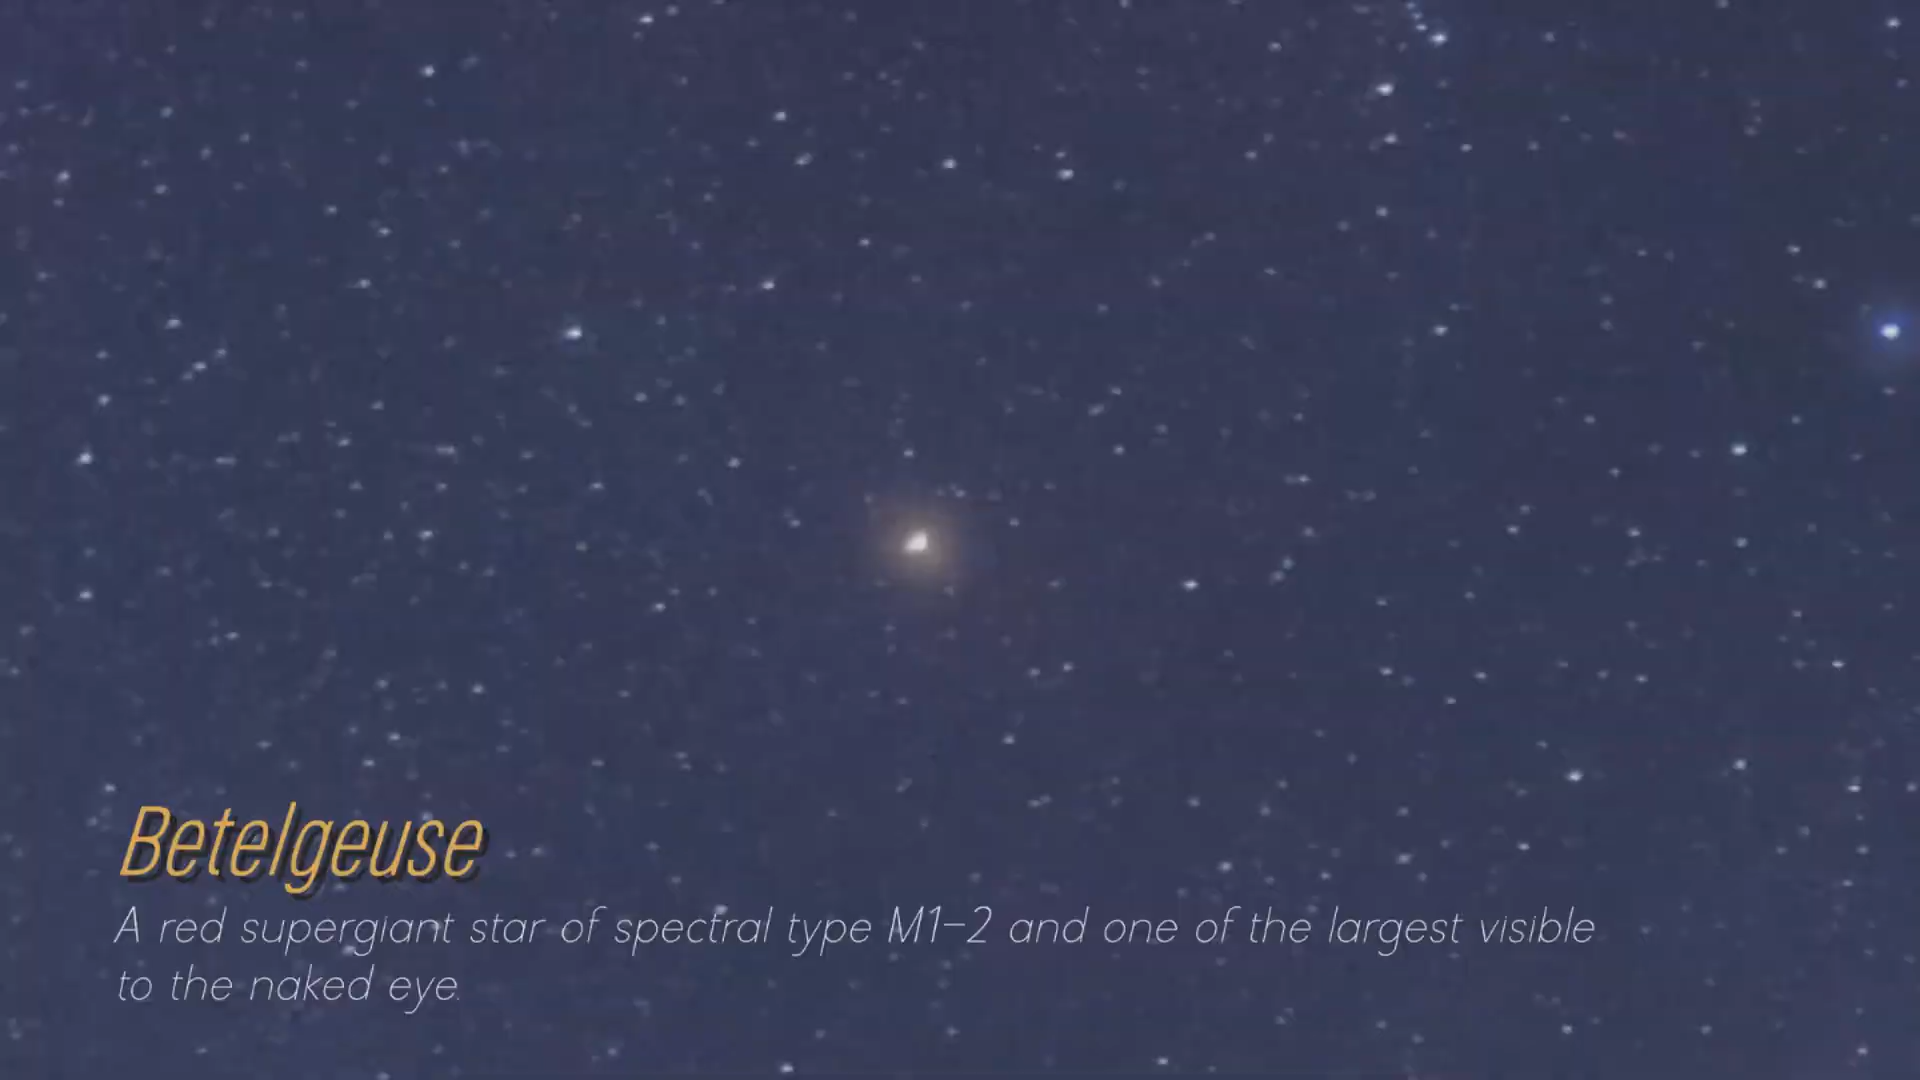 Betelgeuse
A red supergiant star of spectral type M1-2 and one of the largest visible
to the naked eye.